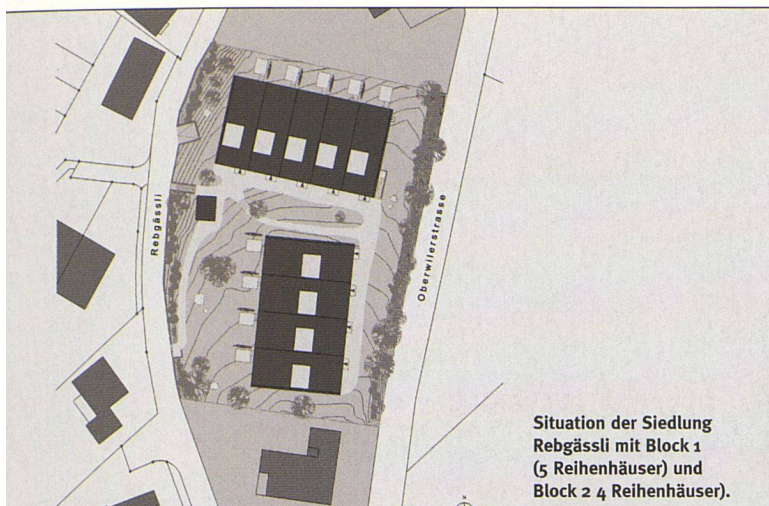 Rebgässli
Oberwilerstrasse
Situation der Siedlung
Rebgässli mit Block 1
(5 Reihenhäuser) und
Block 2 4 Reihenhäuser).